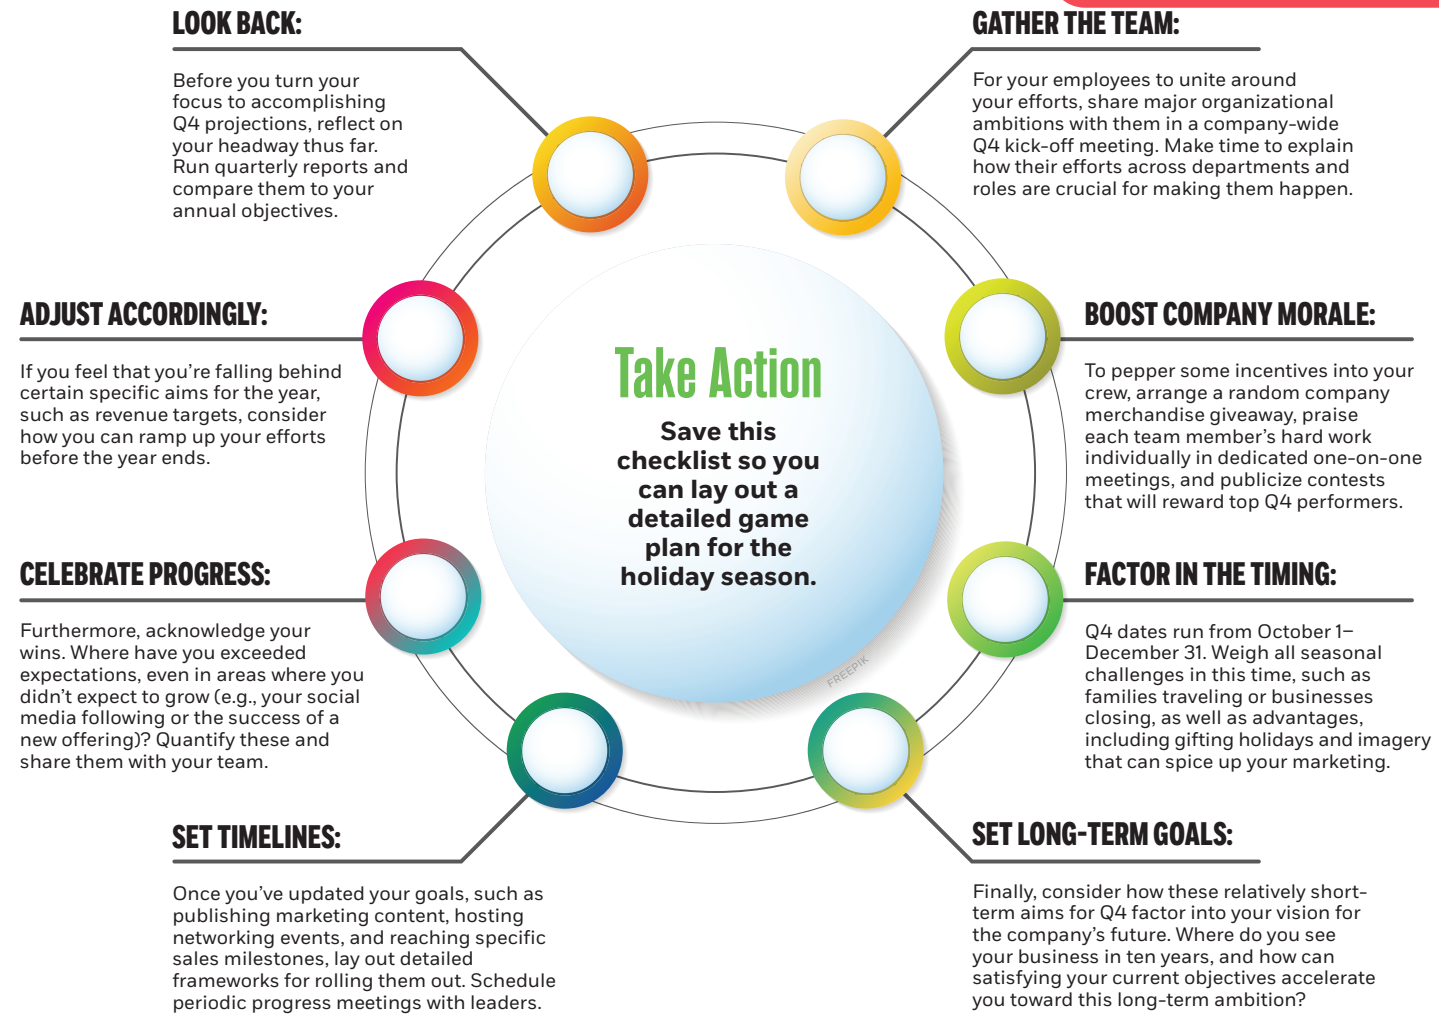 LOOK BACK:
Before you turn your
focus to accomplishing
Q4 projections, reflect on
your headway thus far.
Run quarterly reports and
compare them to your
annual objectives.
ADJUST ACCORDINGLY:
If you feel that you're falling behind
certain specific aims for the year,
such as revenue targets, consider
how you can ramp up your efforts
before the year ends.
CELEBRATE PROGRESS:
Furthermore, acknowledge your
wins. Where have you exceeded
expectations, even in areas where you
didn't expect to grow (e.g., your social
media following or the success of a
new offering)? Quantify these and
share them with your team.
SET TIMELINES:
Once you've updated your goals, such as
publishing marketing content, hosting
networking events, and reaching specific
sales milestones, lay out detailed
frameworks for rolling them out. Schedule
periodic progress meetings with leaders.
Take Action
Save this
checklist so you
can lay out a
detailed game
plan for the
holiday season.
FREEPIK
GATHER THE TEAM:
For your employees to unite around
your efforts, share major organizational
ambitions with them in a company-wide
Q4 kick-off meeting. Make time to explain
how their efforts across departments and
roles are crucial for making them happen.
BOOST COMPANY MORALE:
To pepper some incentives into your
crew, arrange a random company
merchandise giveaway, praise
each team member's hard work
individually in dedicated one-on-one
meetings, and publicize contests
that will reward top Q4 performers.
FACTOR IN THE TIMING:
Q4 dates run from October 1–
December 31. Weigh all seasonal
challenges in this time, such as
families traveling or businesses
closing, as well as advantages,
including gifting holidays and imagery
that can spice up your marketing.
SET LONG-TERM GOALS:
Finally, consider how these relatively short-
term aims for Q4 factor into your vision for
the company's future. Where do you see
your business in ten years, and how can
satisfying your current objectives accelerate
you toward this long-term ambition?